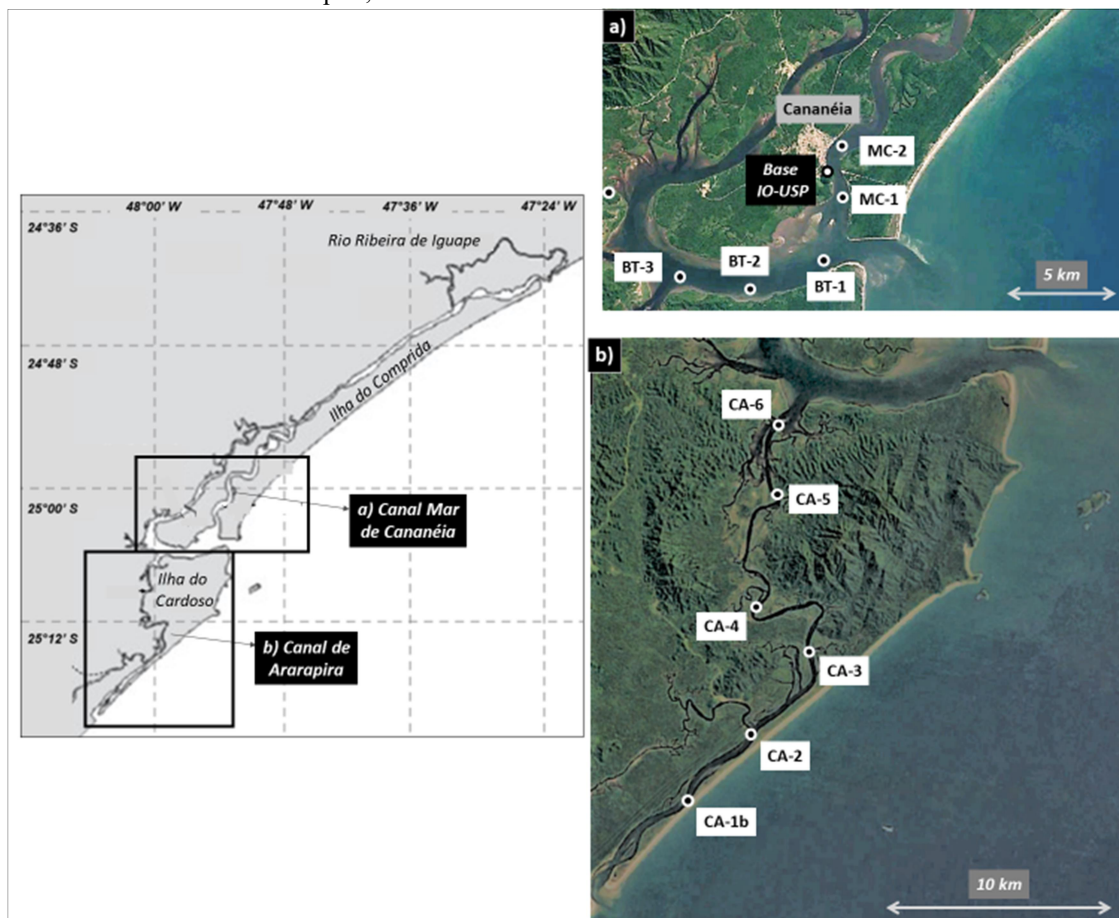 48°00' W
47°48' W
47°36' W
47°24' W
24°36' S
Rio Ribeira de Iguape
24°48' S
Ilha do Comprida
25°00' S
a) Canal Mar
de Cananéia
Ilha do
Cardoso
25°12' S
b) Canal de
Ararapira
a)
Cananéia
MC-2
Base
IO-USP
MC-1
BT-3
BT-2
BT-1
5 km
b)
CA-6
CA-5
CA-4
CA-3
CA-2
CA-1b
10 km